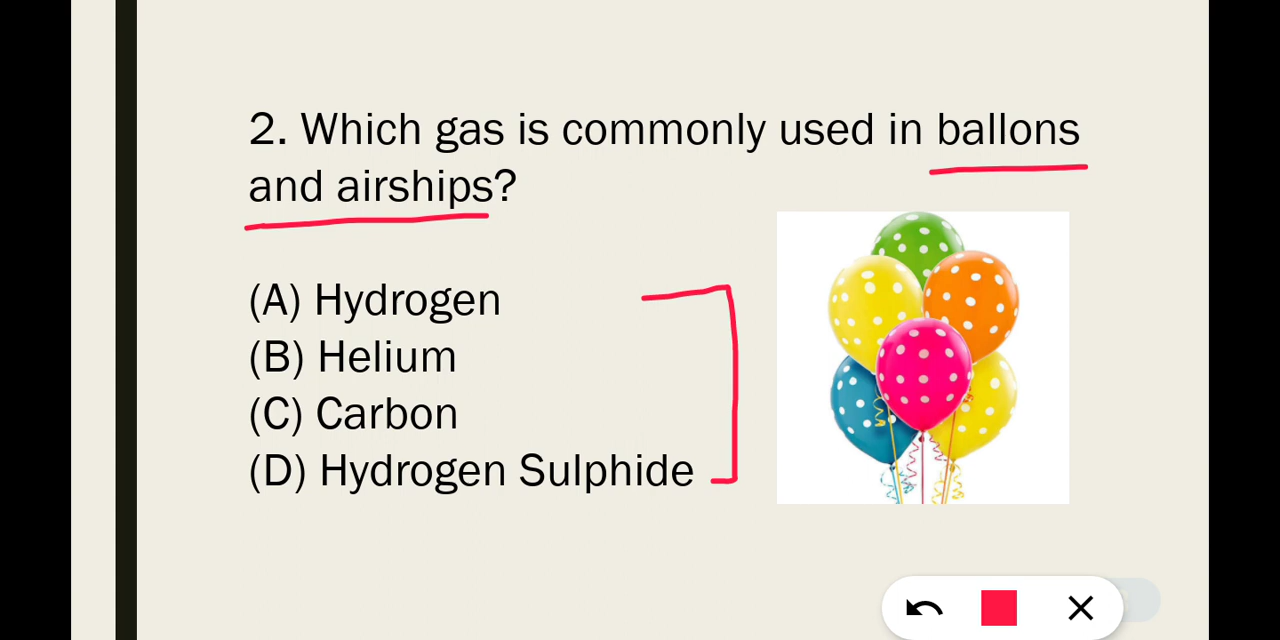 2. Which gas is commonly used in ballons
and airships?
(A) Hydrogen
(B) Helium
(C) Carbon
(D) Hydrogen Sulphide